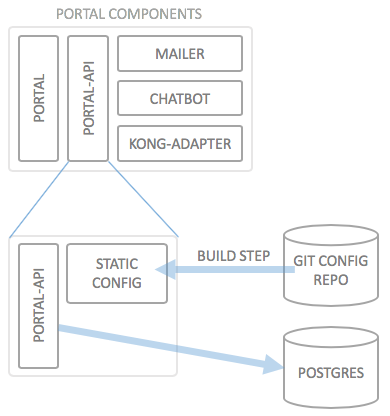 PORTAL COMPONENTS
PORTAL
PORTAL-API
MAILER
CHATBOT
KONG-ADAPTER
PORTAL-API
STATIC
CONFIG
BUILD STEP
GIT CONFIG
REPO
POSTGRES